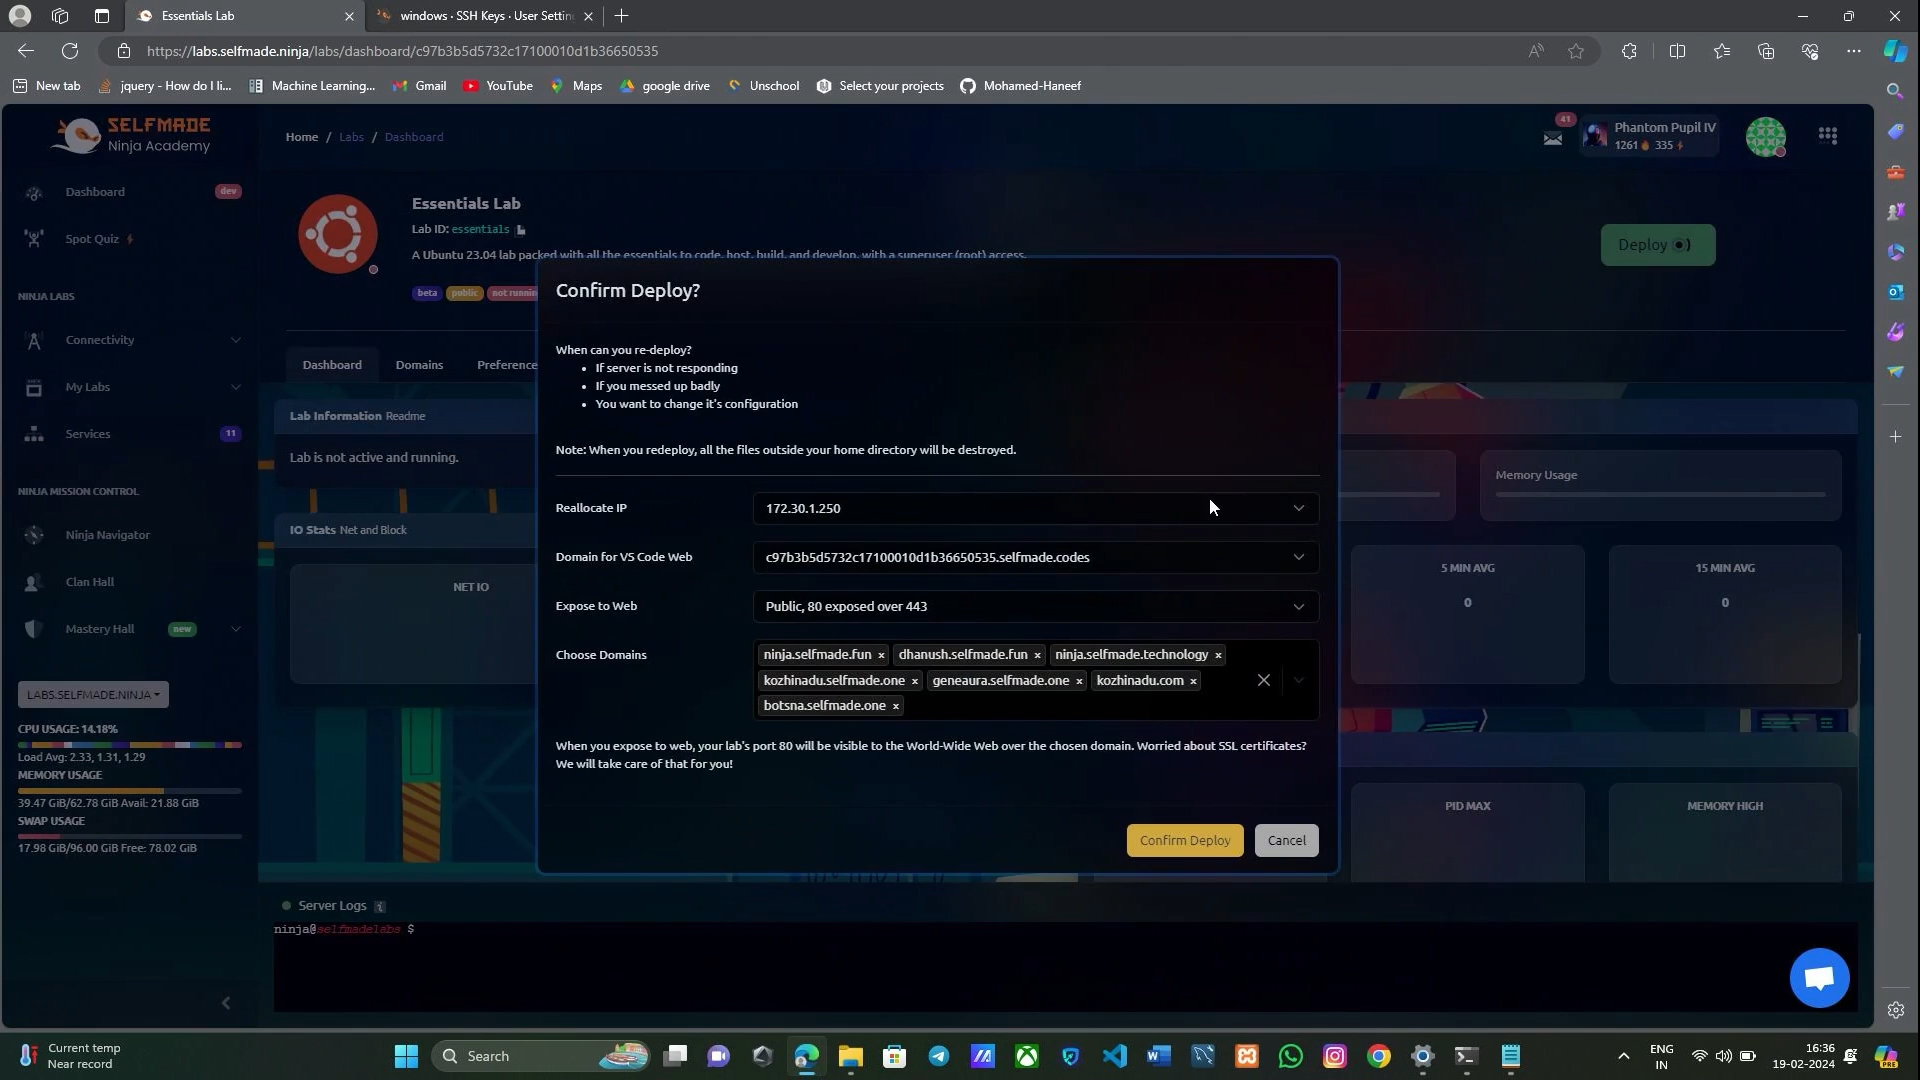 Essentials Lab
windows · SSH Keys · User Settin
https://labs.selfmade.ninja/labs/dashboard/c97b3b5d5732c17100010d1b36650535
New tab
jquery - How do I li...
Machine Learning...
Gmail
YouTube
Maps
google drive
Unschool
Select your projects
Mohamed-Haneef
SELFMADE
Ninja Academy
Home / Labs / Dashboard
41
Phantom Pupil IV
1261 335
Dashboard
dev
Spot Quiz
NINJA LABS
Connectivity
My Labs
Services
11
NINJA MISSION CONTROL
Ninja Navigator
Clan Hall
Mastery Hall
new
LABS.SELFMADE.NINJA
CPU USAGE: 14.18%
Load Avg: 2.33, 1.31, 1.29
MEMORY USAGE
39.47 GiB/62.78 GiB Avail: 21.88 GiB
SWAP USAGE
17.98 GiB/96.00 GiB Free: 78.02 GiB
Essentials Lab
Lab ID: essentials
A Ubuntu 23.04 lab packed with all the essentials to code, host, build, and develop, with a superuser (root) access.
beta
public
not runnin
Deploy
Dashboard
Domains
Preference
Lab Information Readme
Lab is not active and running.
IO Stats Net and Block
NET IO
Confirm Deploy?
When can you re-deploy?
• If server is not responding
• If you messed up badly
• You want to change it's configuration
Note: When you redeploy, all the files outside your home directory will be destroyed.
Reallocate IP
172.30.1.250
Domain for VS Code Web
c97b3b5d5732c17100010d1b36650535.selfmade.codes
Expose to Web
Public, 80 exposed over 443
Choose Domains
ninja.selfmade.fun ×
dhanush.selfmade.fun ×
ninja.selfmade.technology ×
kozhinadu.selfmade.one ×
geneaura.selfmade.one ×
kozhinadu.com ×
botsna.selfmade.one ×
When you expose to web, your lab's port 80 will be visible to the World-Wide Web over the chosen domain. Worried about SSL certificates?
We will take care of that for you!
Confirm Deploy
Cancel
Memory Usage
5 MIN AVG
0
15 MIN AVG
0
PID MAX
MEMORY HIGH
Server Logs
ninja@selfmadelabs $
Current temp
Near record
Search
ENG
IN
16:36
19-02-2024
PRE